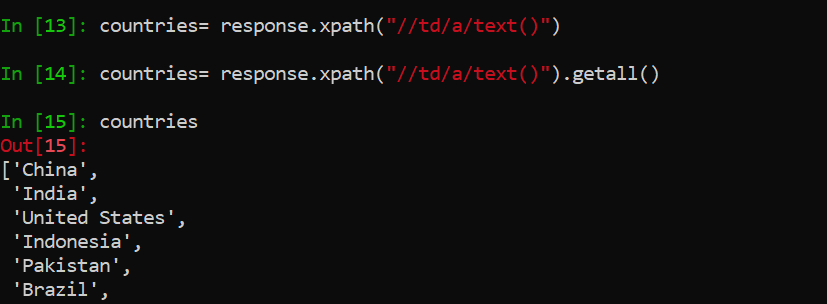 In [13]: countries= response.xpath("//td/a/text()")
In [14]: countries= response.xpath("//td/a/text()").getall()
In [15]: countries
Out[15]:
['China',
 'India',
 'United States',
 'Indonesia',
 'Pakistan',
 'Brazil',